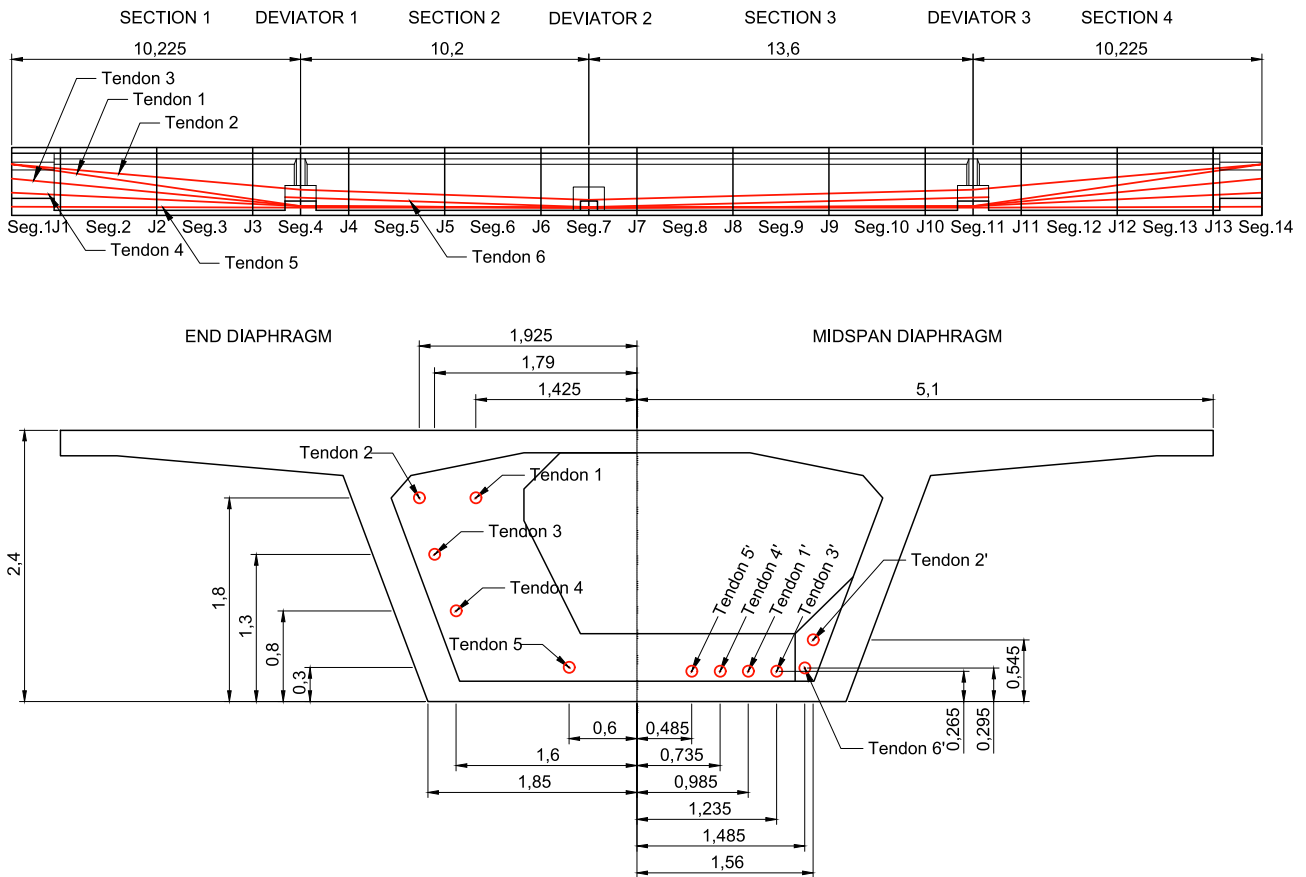 SECTION 1 DEVIATOR 1 SECTION 2 DEVIATOR 2 SECTION 3 DEVIATOR 3 SECTION 4
10,225 10,2 13,6 10,225
Tendon 3
Tendon 1
Tendon 2
Seg.1 J1 Seg.2 J2 Seg.3 J3 Seg.4 J4 Seg.5 J5 Seg.6 J6 Seg.7 J7 Seg.8 J8 Seg.9 J9 Seg.10 J10 Seg.11 J11 Seg.12 J12 Seg.13 J13 Seg.14
Tendon 4
Tendon 5
Tendon 6
END DIAPHRAGM
MIDSPAN DIAPHRAGM
1,925
1,79
1,425
5,1
Tendon 2
Tendon 1
Tendon 3
Tendon 4
Tendon 5
Tendon 5'
Tendon 4'
Tendon 1'
Tendon 3'
Tendon 2'
Tendon 6'
2,4
1,8
1,3
0,8
0,3
0,545
0,265
0,295
0,6
0,485
1,6
0,735
1,85
0,985
1,235
1,485
1,56